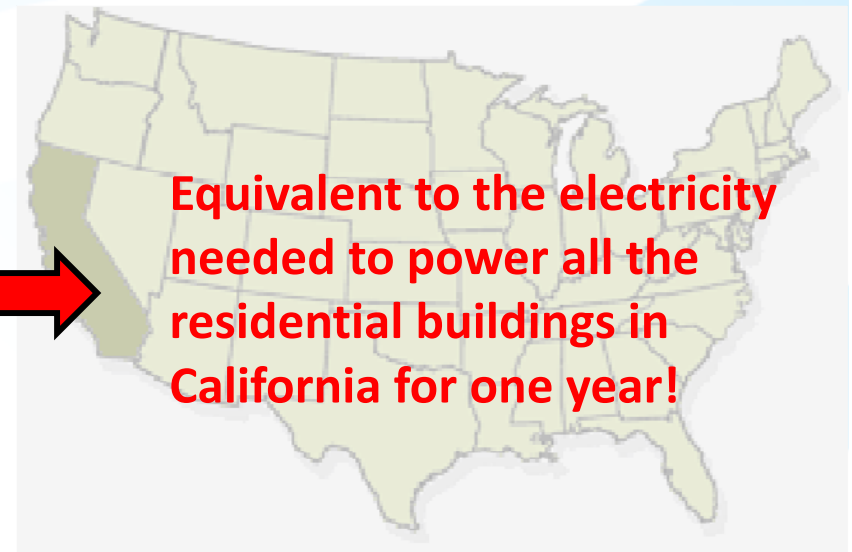 Equivalent to the electricity
needed to power all the
residential buildings in
California for one year!